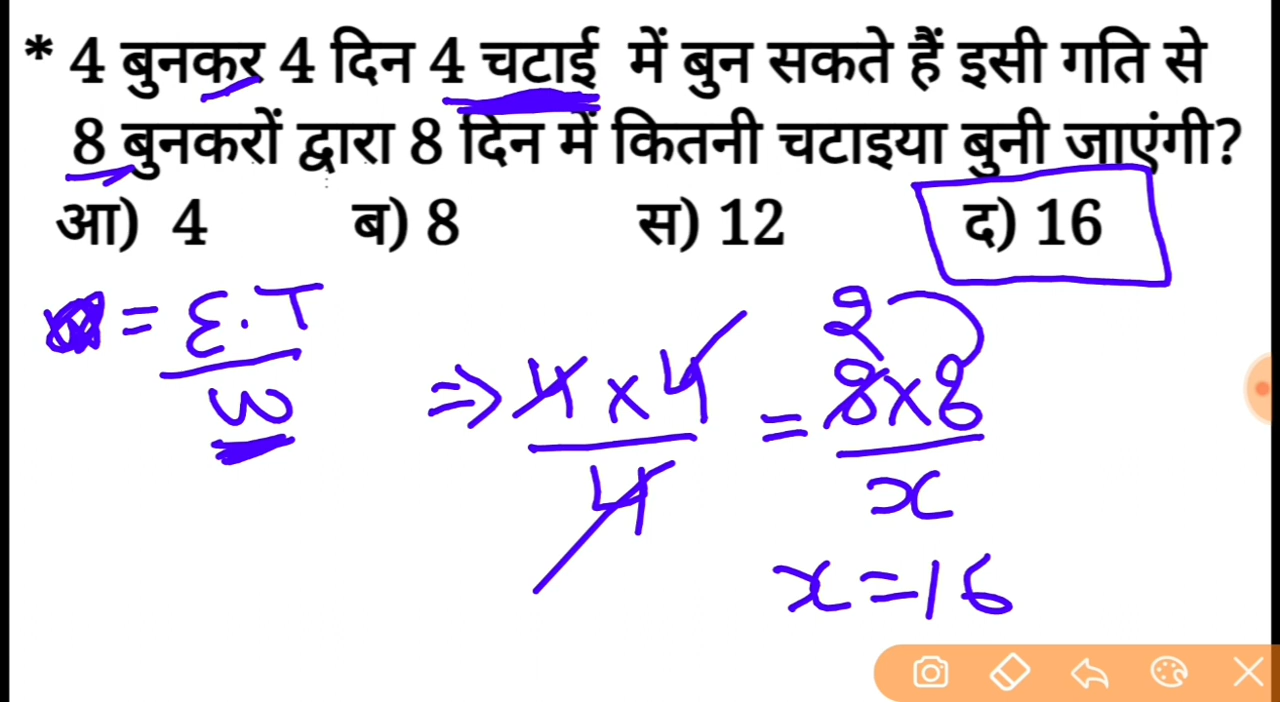 * 4 बुनकर 4 दिन 4 चटाई में बुन सकते हैं इसी गति से
8 बुनकरों द्वारा 8 दिन में कितनी चटाइया बुनी जाएंगी?
आ) 4 ब) 8 स) 12 द) 16
= E.T / W
=> 4 x 4 / 4 = 8 x 8 / x
2
x = 16